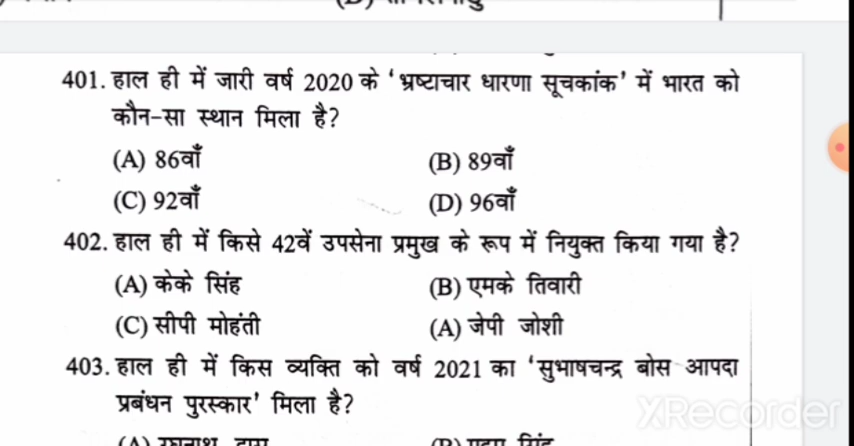 401. हाल ही में जारी वर्ष 2020 के ‘भ्रष्टाचार धारणा सूचकांक’ में भारत को
कौन-सा स्थान मिला है?
(A) 86वाँ (B) 89वाँ
(C) 92वाँ (D) 96वाँ
402. हाल ही में किसे 42वें उपसेना प्रमुख के रूप में नियुक्त किया गया है?
(A) केके सिंह (B) एमके तिवारी
(C) सीपी मोहंती (A) जेपी जोशी
403. हाल ही में किस व्यक्ति को वर्ष 2021 का ‘सुभाषचन्द्र बोस आपदा
प्रबंधन पुरस्कार’ मिला है?
XRecorder